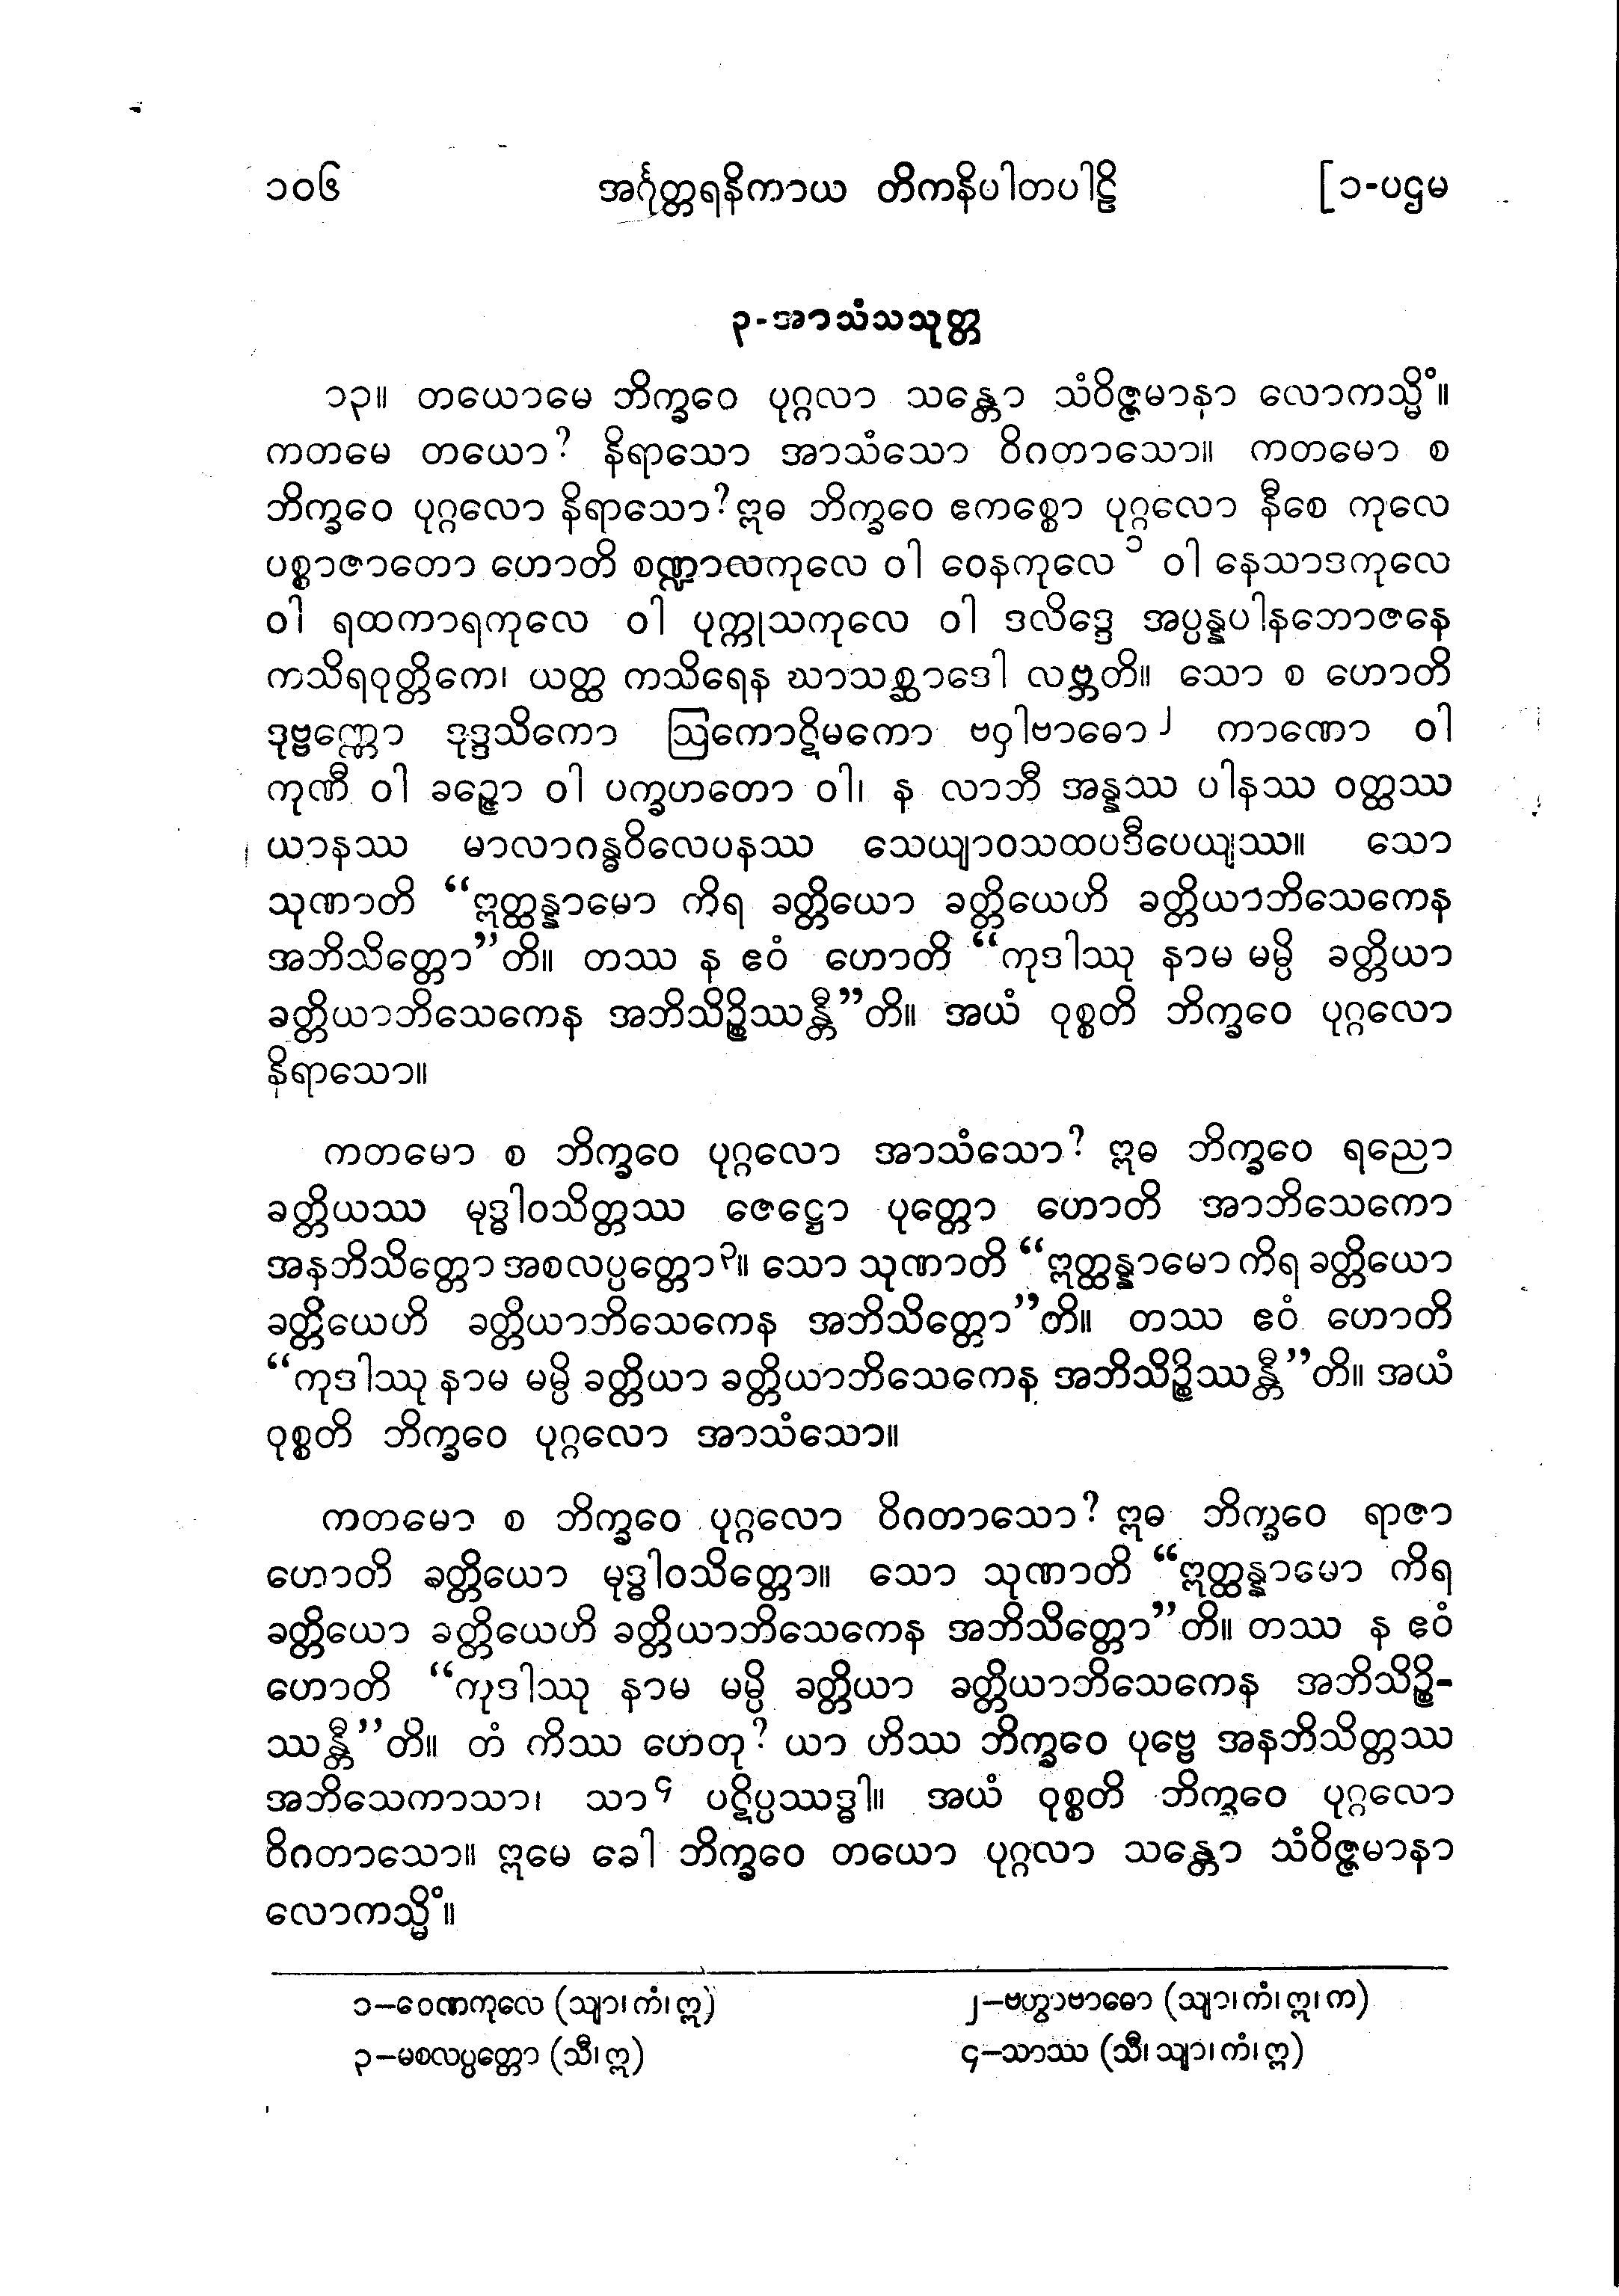 ၁၀၆ အင်္ဂုတ္တရနိကာယ တိကနိပါတပါဠိ [၁-ပဌမ
၃-အာသံသသုတ္တ
၁၃။ တယောမေ ဘိက္ခဝေ ပုဂ္ဂလာ သန္တော သံဝိဇ္ဇမာနာ လောကသ္မိံ။
ကတမေ တယော? နိရာသော အာသံသော ဝိဂတာသော။ ကတမော စ
ဘိက္ခဝေ ပုဂ္ဂလော နိရာသော? ဣဓ ဘိက္ခဝေ ဧကစ္စော ပုဂ္ဂလော နီစေ ကုလေ
ပစ္စာဇာတော ဟောတိ စဏ္ဍာလကုလေ ဝါ ဝေနကုလေ ၁ ဝါ နေသာဒကုလေ
ဝါ ရထကာရကုလေ ဝါ ပုက္ကုသကုလေ ဝါ ဒလိဒ္ဒေ အပ္ပန္နပါနဘောဇနေ
ကသိရဝုတ္တိကေ၊ ယတ္ထ ကသိရေန ဃာသစ္ဆာဒေါ လဗ္ဘတိ။ သော စ ဟောတိ
ဒုဗ္ဗဏ္ဏော ဒုဒ္ဒသိကော ဩကောဋိမကော ဗဝှါဗာဓော၂ ကာဏော ဝါ
ကုဏီ ဝါ ခဉ္ဇော ဝါ ပက္ခဟတော ဝါ၊ န လာဘီ အန္နဿ ပါနဿ ဝတ္ထဿ
ယာနဿ မာလာဂန္ဓဝိလေပနဿ သေယျာဝသထပဒီပေယျဿ။ သော
သုဏာတိ “ဣတ္ထန္နာမော ကိရ ခတ္တိယော ခတ္တိယေဟိ ခတ္တိယာဘိသေကေန
အဘိသိတ္တော”တိ။ တဿ န ဧဝံ ဟောတိ “ကုဒါဿု နာမ မမ္ပိ ခတ္တိယာ
ခတ္တိယာဘိသေကေန အဘိသိဉ္စိဿန္တီ”တိ။ အယံ ဝုစ္စတိ ဘိက္ခဝေ ပုဂ္ဂလော
နိရာသော။
ကတမော စ ဘိက္ခဝေ ပုဂ္ဂလော အာသံသော? ဣဓ ဘိက္ခဝေ ရညော
ခတ္တိယဿ မုဒ္ဓါဝသိတ္တဿ ဇေဋ္ဌော ပုတ္တော ဟောတိ အာဘိသေကော
အနဘိသိတ္တော အစလပ္ပတ္တော၃။ သော သုဏာတိ “ဣတ္ထန္နာမော ကိရ ခတ္တိယော
ခတ္တိယေဟိ ခတ္တိယာဘိသေကေန အဘိသိတ္တော”တိ။ တဿ ဧဝံ ဟောတိ
“ကုဒါဿု နာမ မမ္ပိ ခတ္တိယာ ခတ္တိယာဘိသေကေန အဘိသိဉ္စိဿန္တီ”တိ။ အယံ
ဝုစ္စတိ ဘိက္ခဝေ ပုဂ္ဂလော အာသံသော။
ကတမော စ ဘိက္ခဝေ ပုဂ္ဂလော ဝိဂတာသော? ဣဓ ဘိက္ခဝေ ရာဇာ
ဟောတိ ခတ္တိယော မုဒ္ဓါဝသိတ္တော။ သော သုဏာတိ “ဣတ္ထန္နာမော ကိရ
ခတ္တိယော ခတ္တိယေဟိ ခတ္တိယာဘိသေကေန အဘိသိတ္တော”တိ။ တဿ န ဧဝံ
ဟောတိ “ကုဒါဿု နာမ မမ္ပိ ခတ္တိယာ ခတ္တိယာဘိသေကေန အဘိသိဉ္စိ-
ဿန္တီ”တိ။ တံ ကိဿ ဟေတု? ယာ ဟိဿ ဘိက္ခဝေ ပုဗ္ဗေ အနဘိသိတ္တဿ
အဘိသေကာသာ၊ သာ၄ ပဋိပ္ပဿဒ္ဓါ။ အယံ ဝုစ္စတိ ဘိက္ခဝေ ပုဂ္ဂလော
ဝိဂတာသော။ ဣမေ ခေါ ဘိက္ခဝေ တယော ပုဂ္ဂလာ သန္တော သံဝိဇ္ဇမာနာ
လောကသ္မိံ။
၁–ဝေဏကုလေ (သျာ၊ကံ၊ဣ) ၂–ဗဟွာဗာဓော (သျာ၊ကံ၊ဣ၊က)
၃–မစလပ္ပတ္တော (သီ၊ဣ) ၄–သာဿ (သီ၊သျာ၊ကံ၊ဣ)